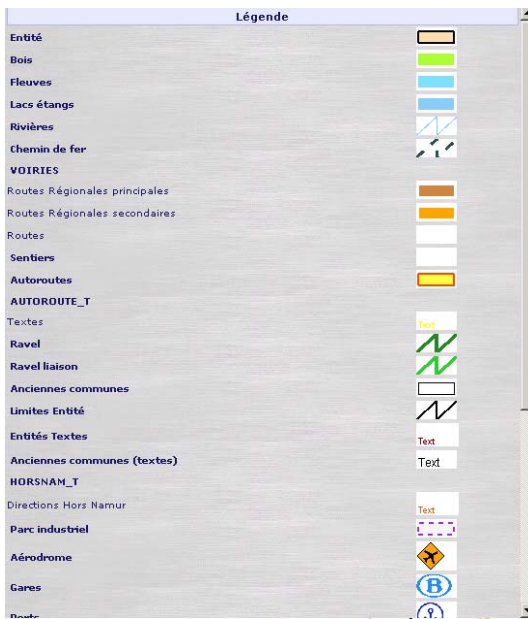 Légende
Entité
Bois
Fleuves
Lacs étangs
Rivières
Chemin de fer
VOIRIES
Routes Régionales principales
Routes Régionales secondaires
Routes
Sentiers
Autoroutes
AUTOROUTE_T
Textes Text
Ravel
Ravel liaison
Anciennes communes
Limites Entité
Entités Textes Text
Anciennes communes (textes) Text
HORSNAM_T
Directions Hors Namur Text
Parc industriel
Aérodrome
Gares B